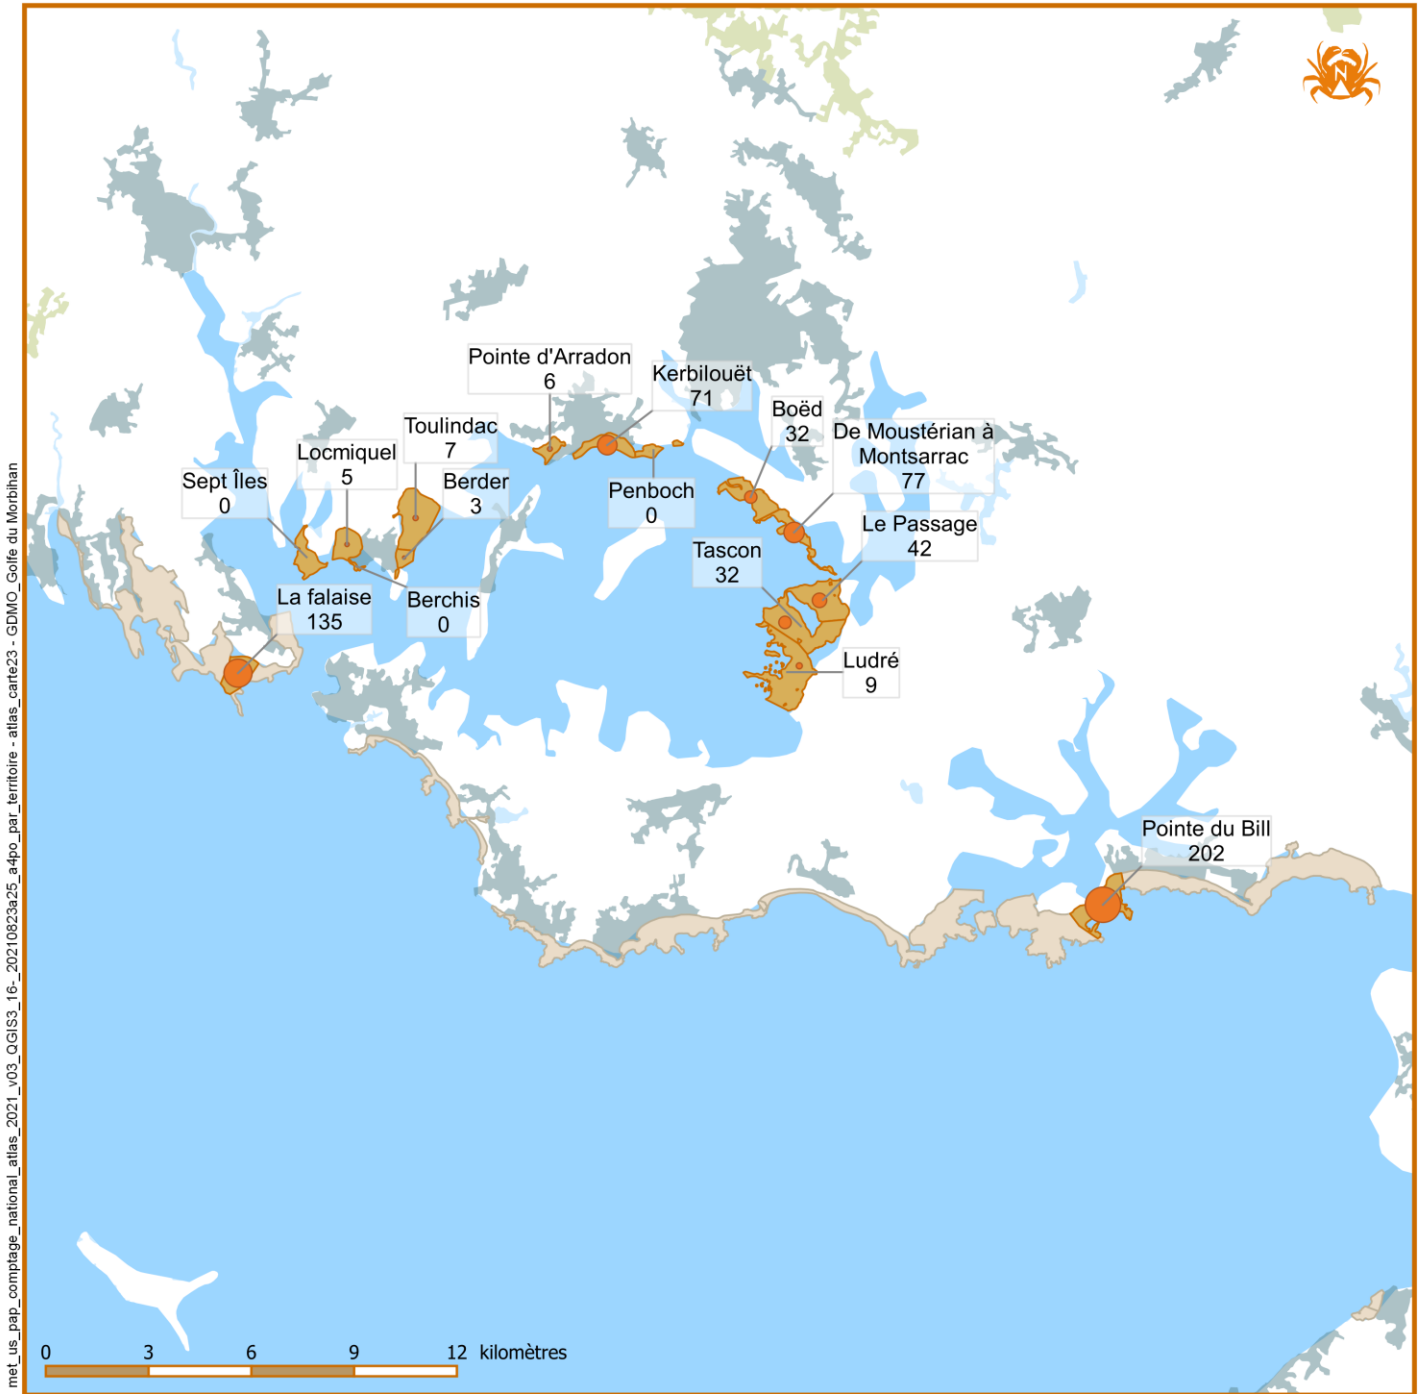 N
Pointe d'Arradon
6
Kerbilouët
71
Boëd
32
De Moustérian à
Montsarrac
77
Toulindac
7
Locmiquel
5
Sept Îles
0
Berder
3
Penboch
0
Le Passage
42
Tascon
32
La falaise
135
Berchis
0
Ludré
9
Pointe du Bill
202
0 3 6 9 12 kilomètres
met_us_pap_comptage_national_atlas_2021_v03_QGIS3_16-_20210823a25_a4po_par_territoire - atlas_carte23 - GDMO_Golfe du Morbihan